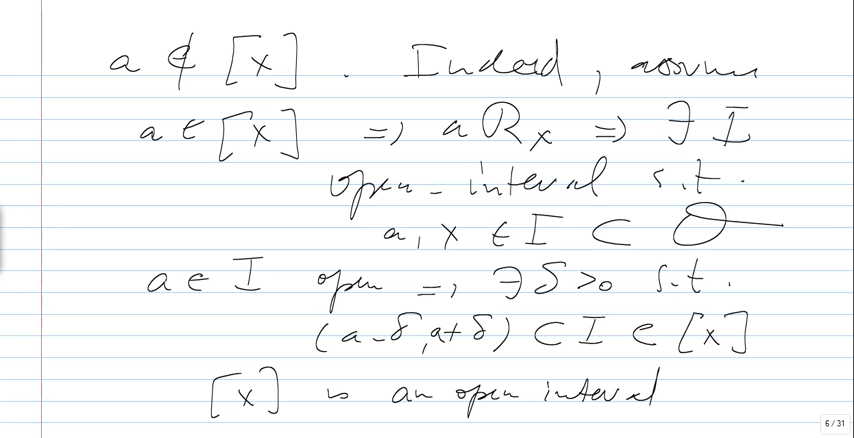 a ∉ [x] . Indeed, assume
a ∈ [x] => a R x => ∃ I
open-interval s.t.
a, x ∈ I ⊂ O
a ∈ I open => ∃ δ > 0 s.t.
(a-δ, a+δ) ⊂ I ⊂ [x]
[x] is an open interval
6 / 31